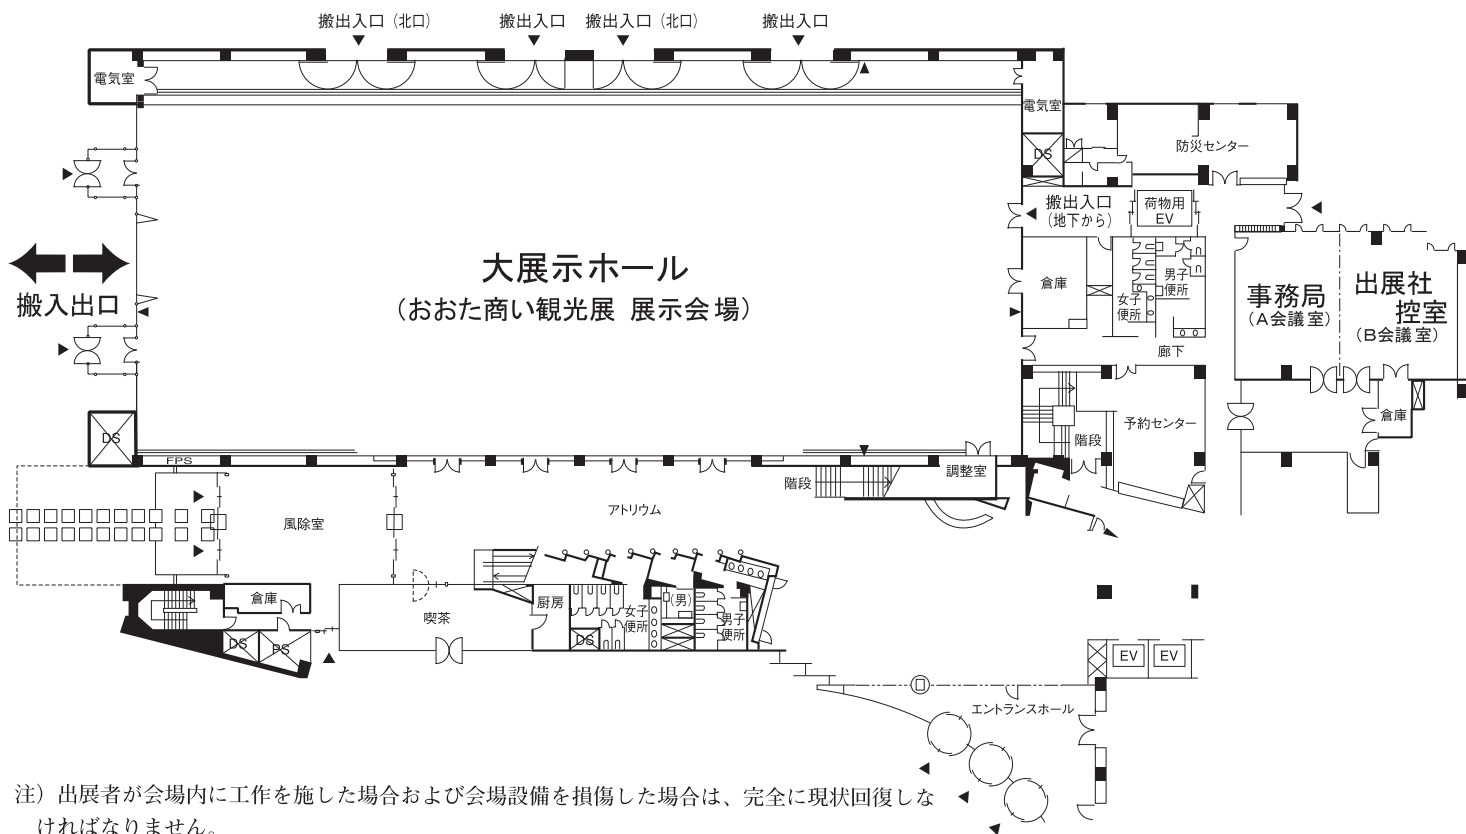 搬出入口（北口）
搬出入口
搬出入口（北口）
搬出入口
電気室
電気室
DS
防災センター
搬出入口
（地下から）
荷物用
EV
大展示ホール
（おおた商い観光展 展示会場）
搬入出口
倉庫
女子
便所
男子
便所
廊下
事務局
（A会議室）
出展社
控室
（B会議室）
倉庫
DS
EPS
階段
予約センター
階段
調整室
風除室
アトリウム
倉庫
DS
PS
喫茶
厨房
DS
女子
便所
（男）
男子
便所
EV
EV
エントランスホール
注）出展者が会場内に工作を施した場合および会場設備を損傷した場合は、完全に現状回復しな
ければなりません。